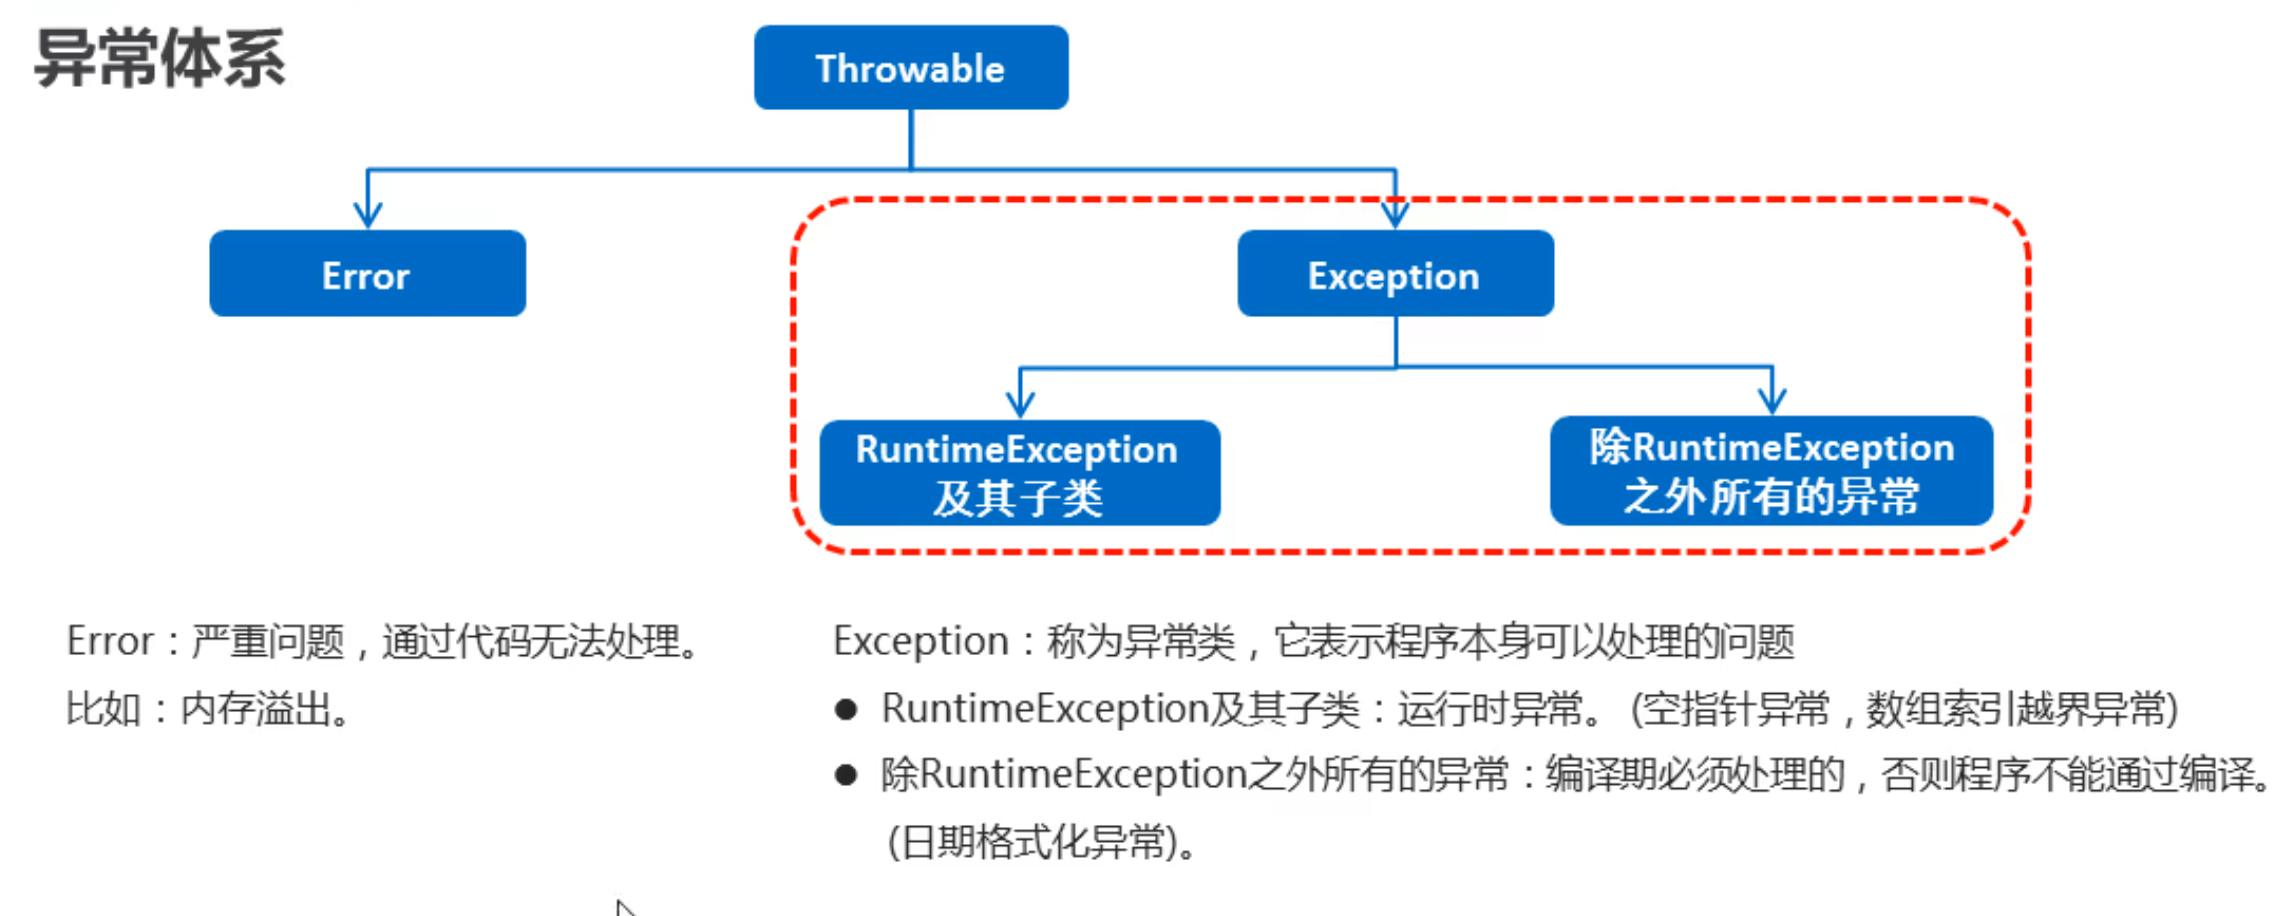 异常体系
Throwable
Error
Exception
RuntimeException
及其子类
除RuntimeException
之外所有的异常
Error：严重问题，通过代码无法处理。
比如：内存溢出。
Exception：称为异常类，它表示程序本身可以处理的问题
● RuntimeException及其子类：运行时异常。 (空指针异常，数组索引越界异常)
● 除RuntimeException之外所有的异常：编译期必须处理的，否则程序不能通过编译。
(日期格式化异常)。